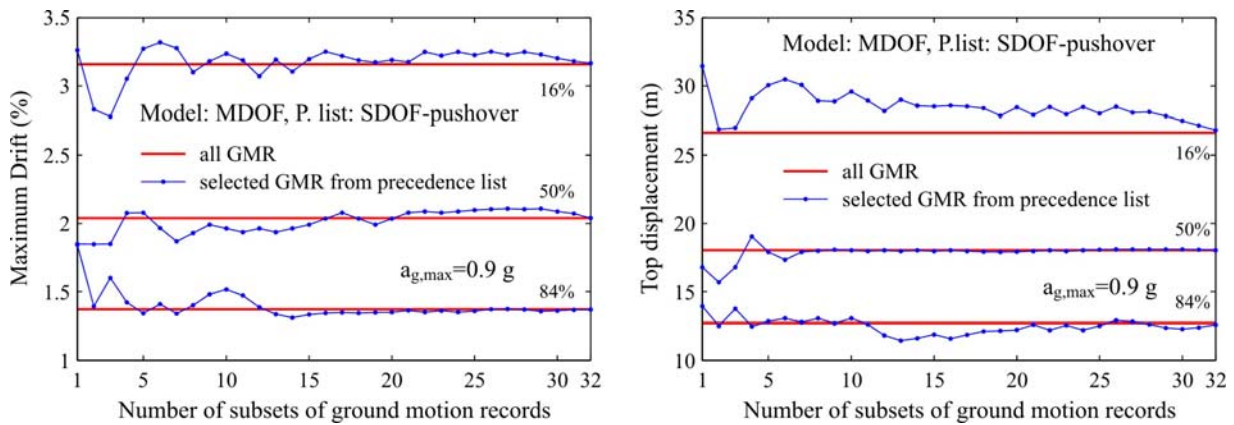 3.5
3
2.5
2
1.5
1
Maximum Drift (%)
16%
Model: MDOF, P. list: SDOF-pushover
all GMR
selected GMR from precedence list
50%
a_g,max=0.9 g
84%
1 5 10 15 20 25 30 32
Number of subsets of ground motion records
35
30
25
20
15
10
Top displacement (m)
Model: MDOF, P.list: SDOF-pushover
16%
all GMR
selected GMR from precedence list
50%
a_g,max=0.9 g
84%
1 5 10 15 20 25 30 32
Number of subsets of ground motion records